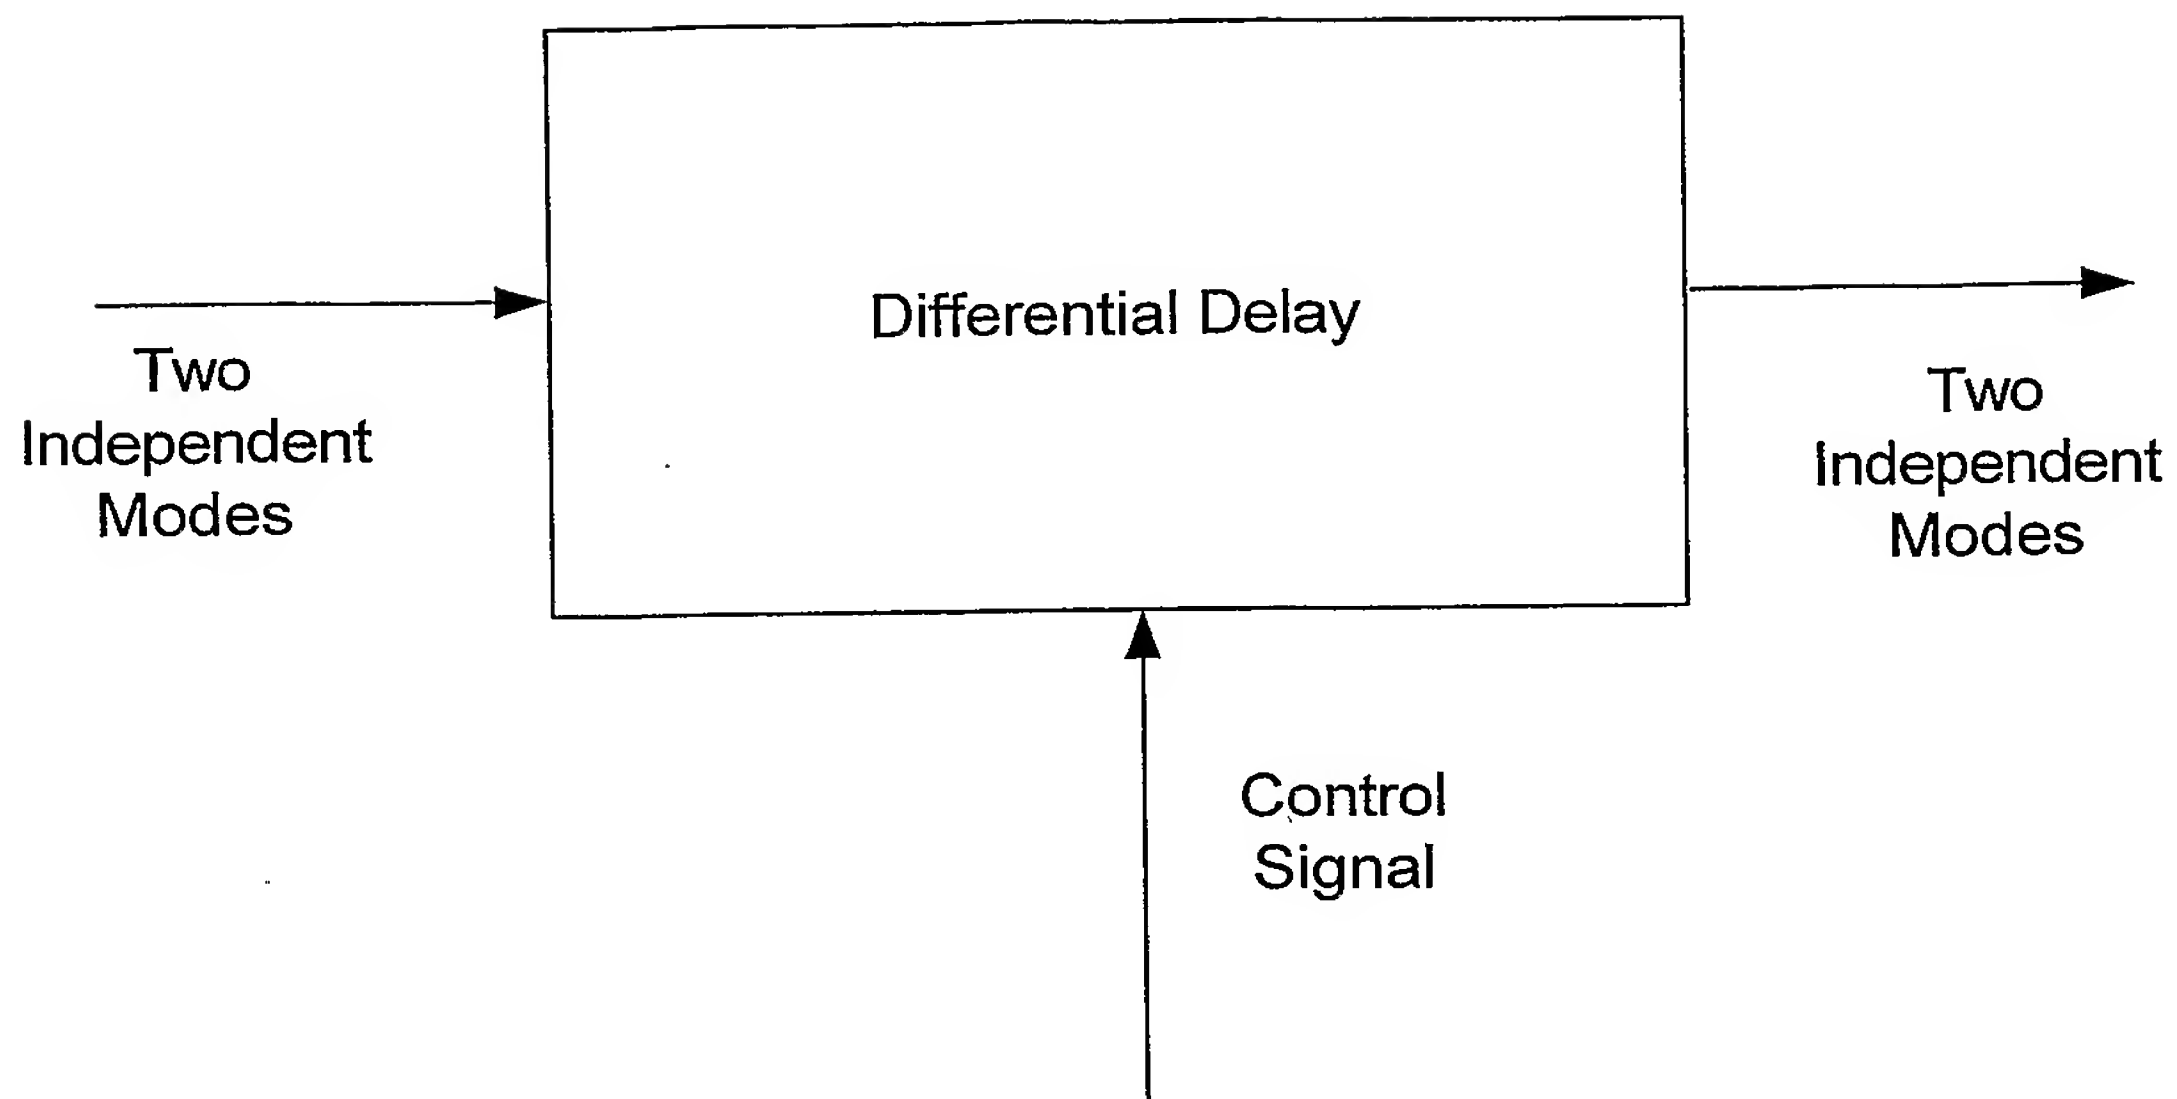 Differential Delay
Two
Independent
Modes
Two
Independent
Modes
Control
Signal